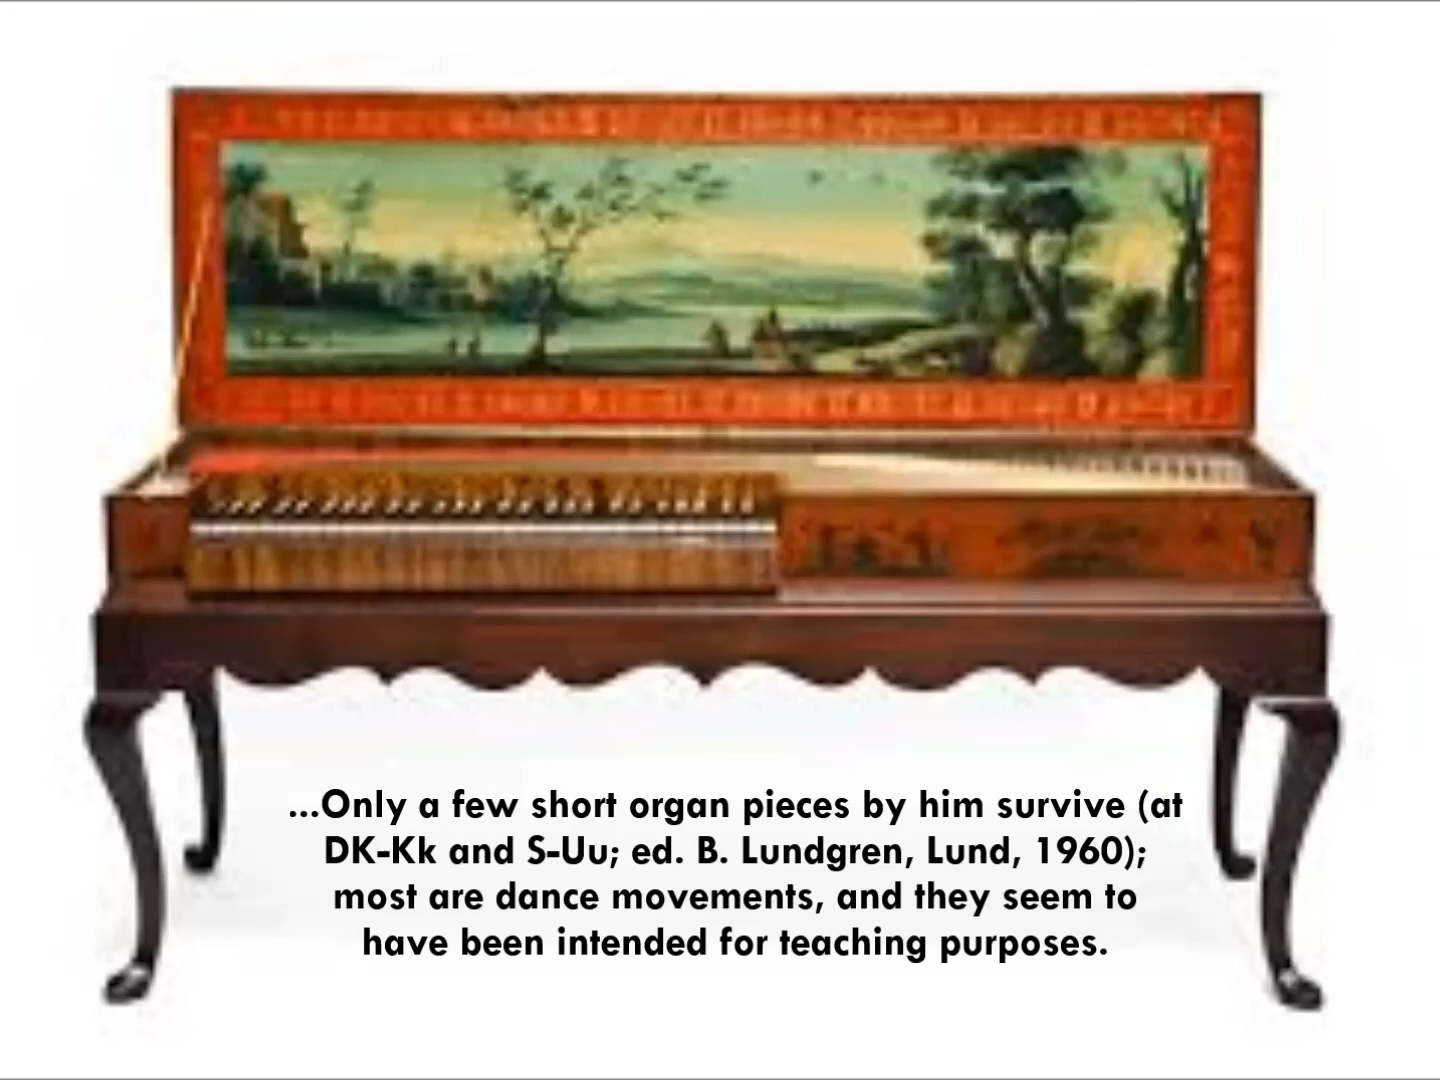 ...Only a few short organ pieces by him survive (at
DK-Kk and S-Uu; ed. B. Lundgren, Lund, 1960);
most are dance movements, and they seem to
have been intended for teaching purposes.